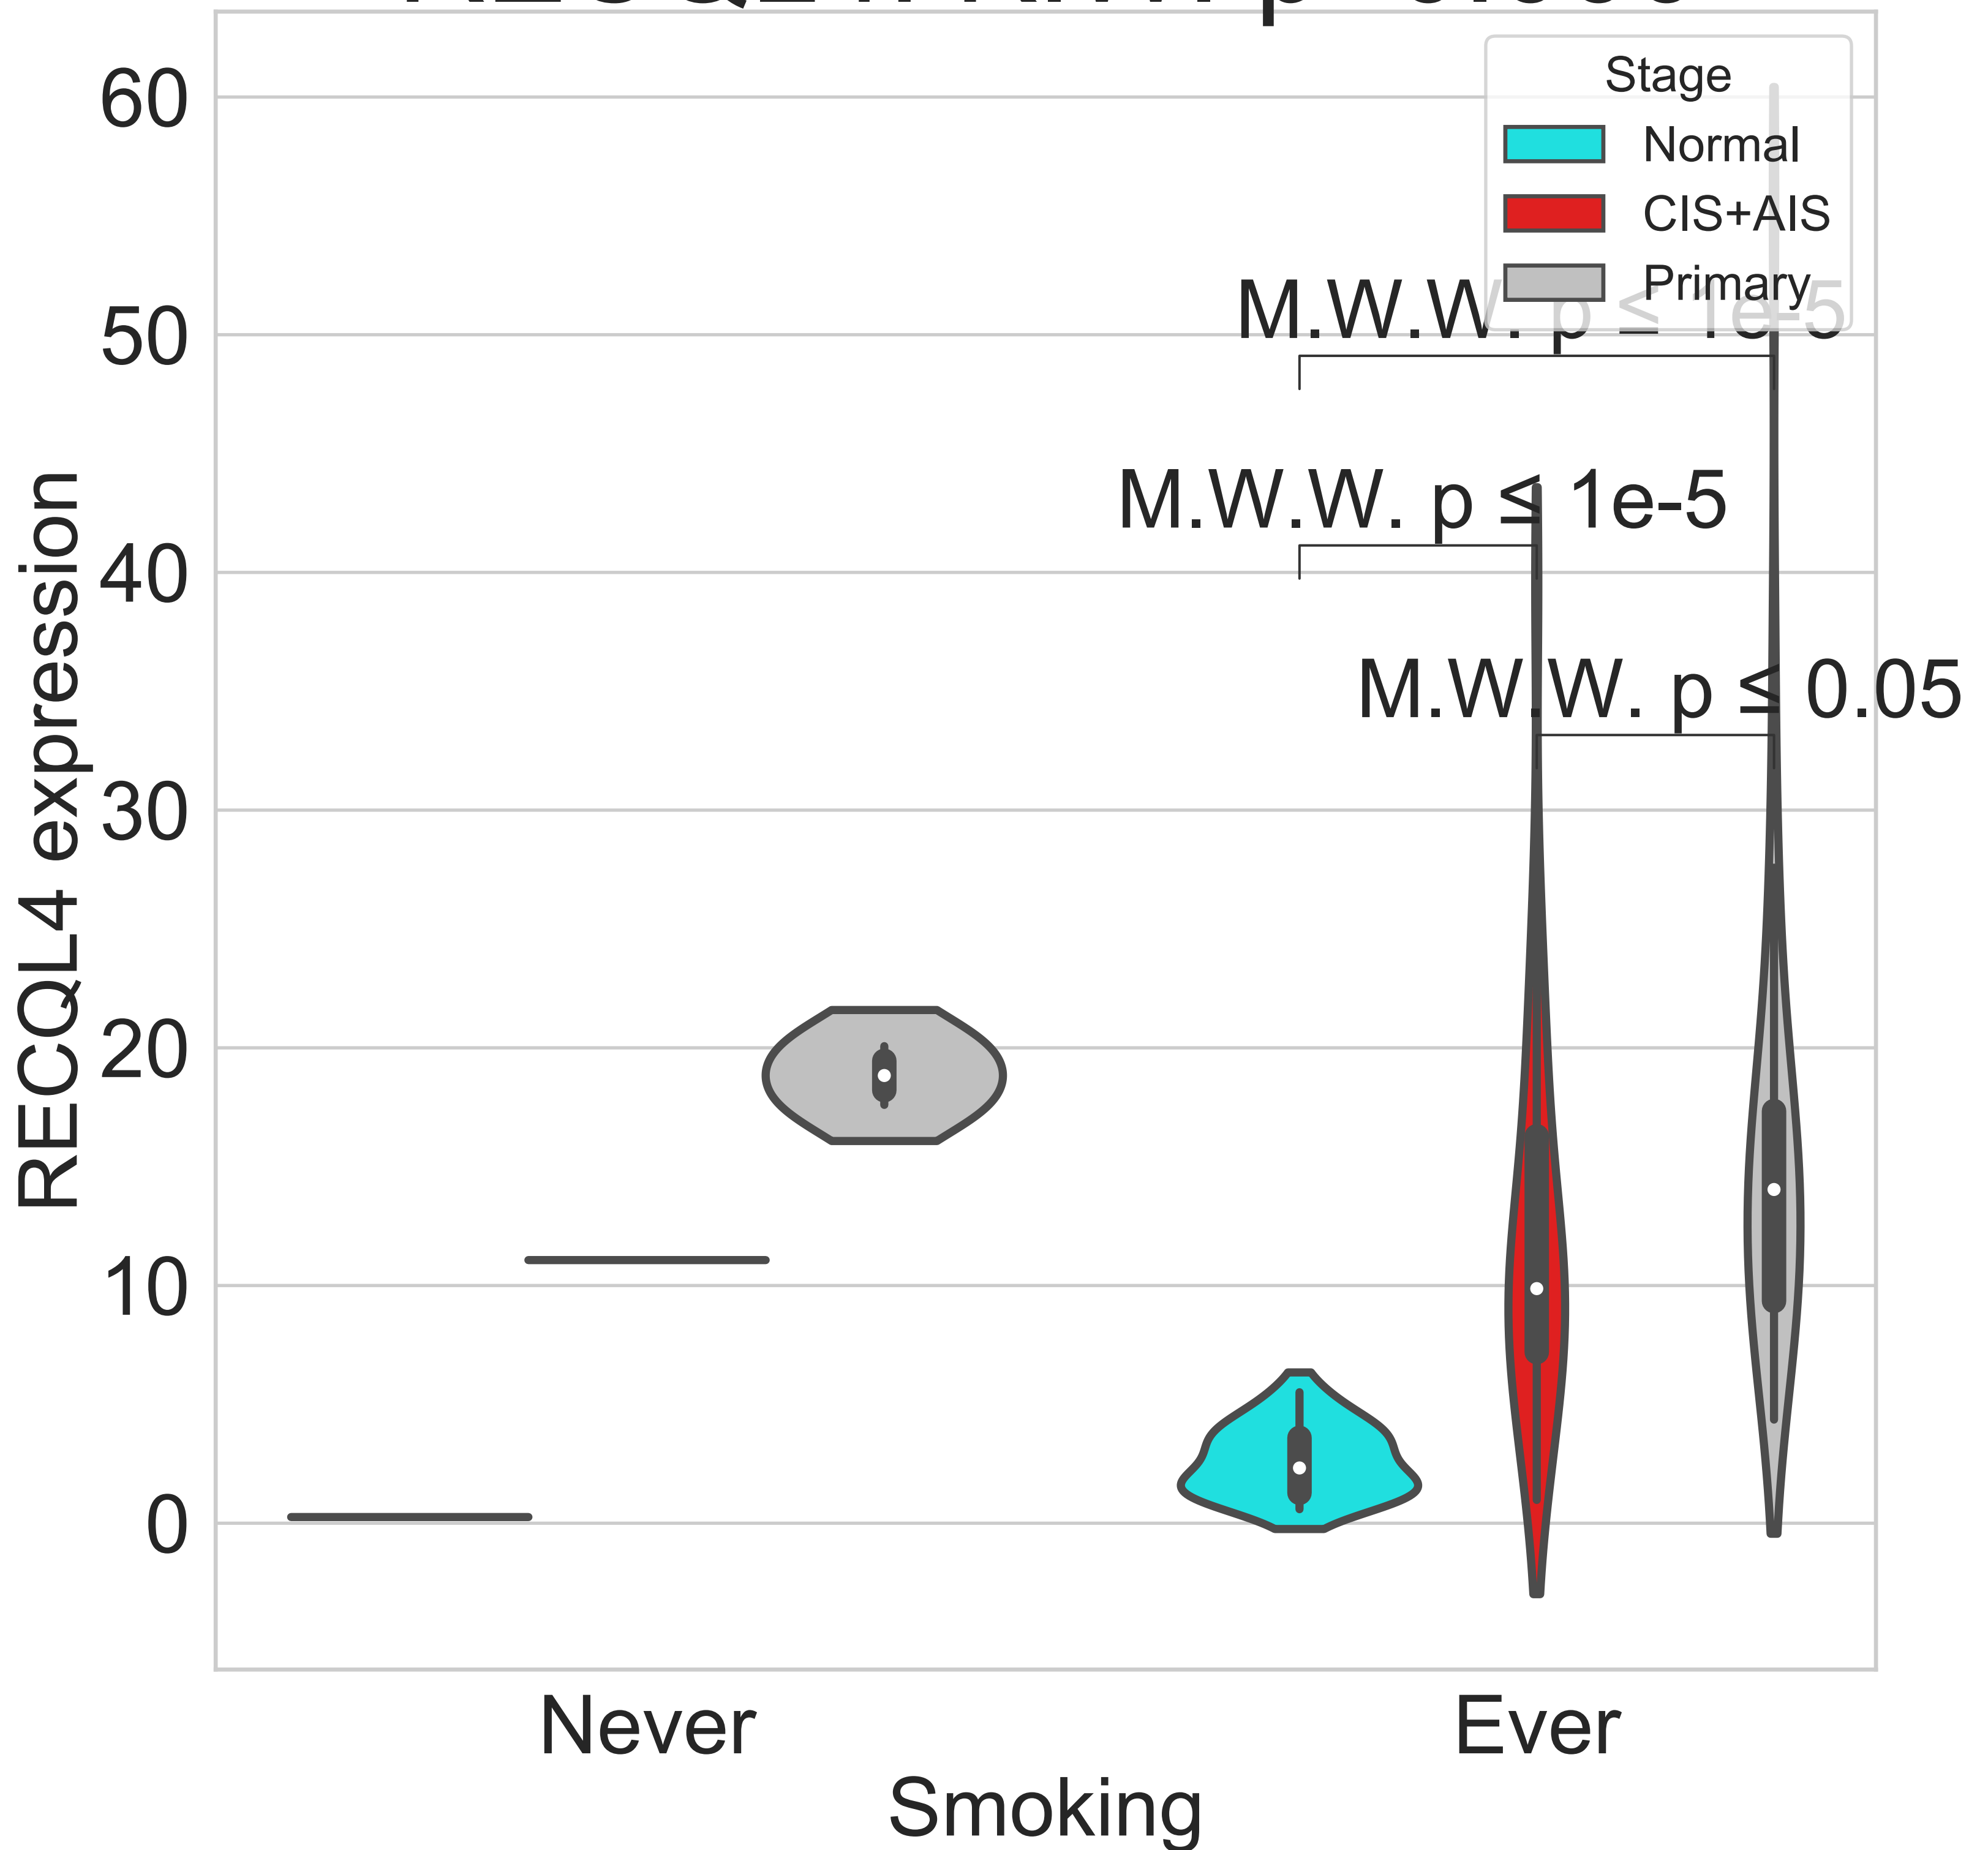 60
50
40
30
20
10
0
RECQL4 expression
Stage
Normal
CIS+AIS
Primary
M.W.W. p ≤ 1e-5
M.W.W. p ≤ 1e-5
M.W.W. p ≤ 0.05
Never
Ever
Smoking